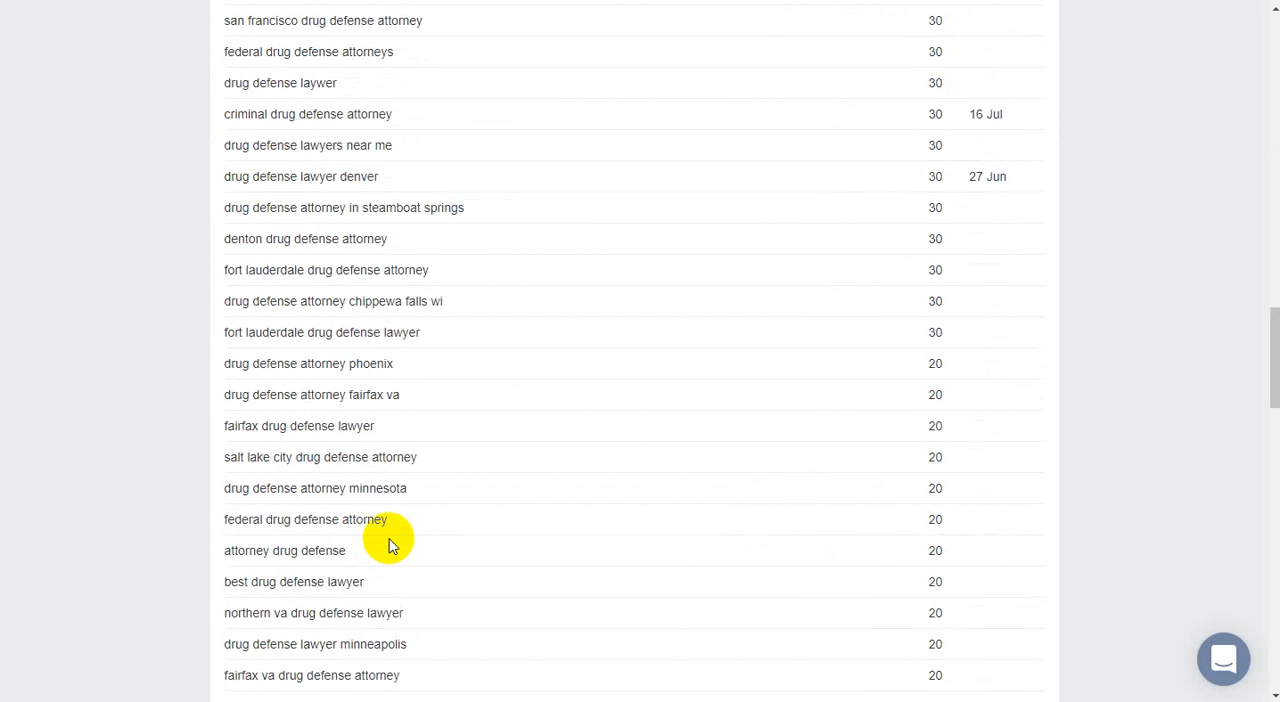 san francisco drug defense attorney 30
federal drug defense attorneys 30
drug defense laywer 30
criminal drug defense attorney 30 16 Jul
drug defense lawyers near me 30
drug defense lawyer denver 30 27 Jun
drug defense attorney in steamboat springs 30
denton drug defense attorney 30
fort lauderdale drug defense attorney 30
drug defense attorney chippewa falls wi 30
fort lauderdale drug defense lawyer 30
drug defense attorney phoenix 20
drug defense attorney fairfax va 20
fairfax drug defense lawyer 20
salt lake city drug defense attorney 20
drug defense attorney minnesota 20
federal drug defense attorney 20
attorney drug defense 20
best drug defense lawyer 20
northern va drug defense lawyer 20
drug defense lawyer minneapolis 20
fairfax va drug defense attorney 20